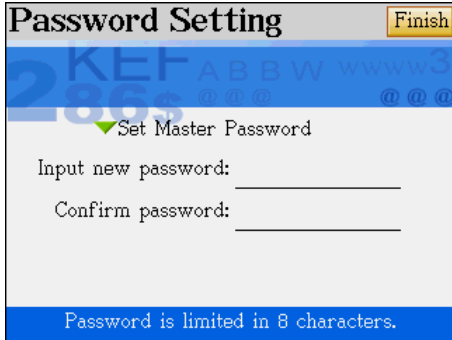 Password Setting
Finish
KEF A B B W wwww3
286$ @ @ @ @ @ @
Set Master Password
Input new password:
Confirm password:
Password is limited in 8 characters.